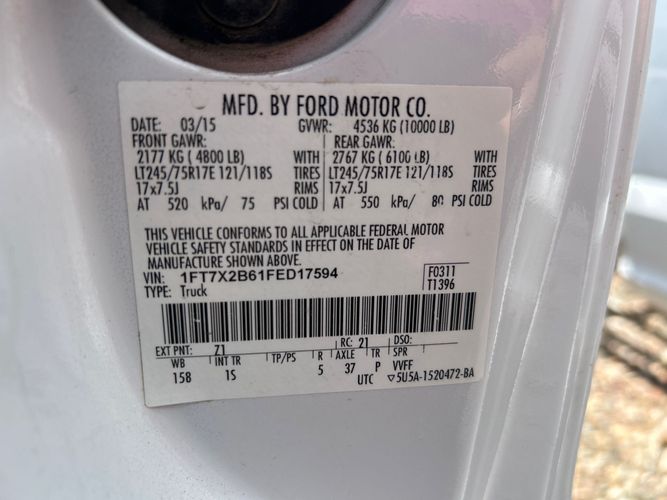 MFD. BY FORD MOTOR CO.
DATE: 03/15 GVWR: 4536 KG (10000 LB)
FRONT GAWR: REAR GAWR:
2177 KG ( 4800 LB) WITH 2767 KG ( 6100 LB) WITH
LT245/75R17E 121/118S TIRES LT245/75R17E 121/118S TIRES
17x7.5J RIMS 17x7.5J RIMS
AT 520 kPa/ 75 PSI COLD AT 550 kPa/ 80 PSI COLD
THIS VEHICLE CONFORMS TO ALL APPLICABLE FEDERAL MOTOR
VEHICLE SAFETY STANDARDS IN EFFECT ON THE DATE OF
MANUFACTURE SHOWN ABOVE.
VIN: 1FT7X2B61FED17594 F0311
TYPE: Truck T1396
EXT PNT: Z1 RC: 21 DSO:
WB INT TR TP/PS R AXLE TR SPR
158 1S 5 37 P VVFF
UTC ▽5U5A-1520472-BA